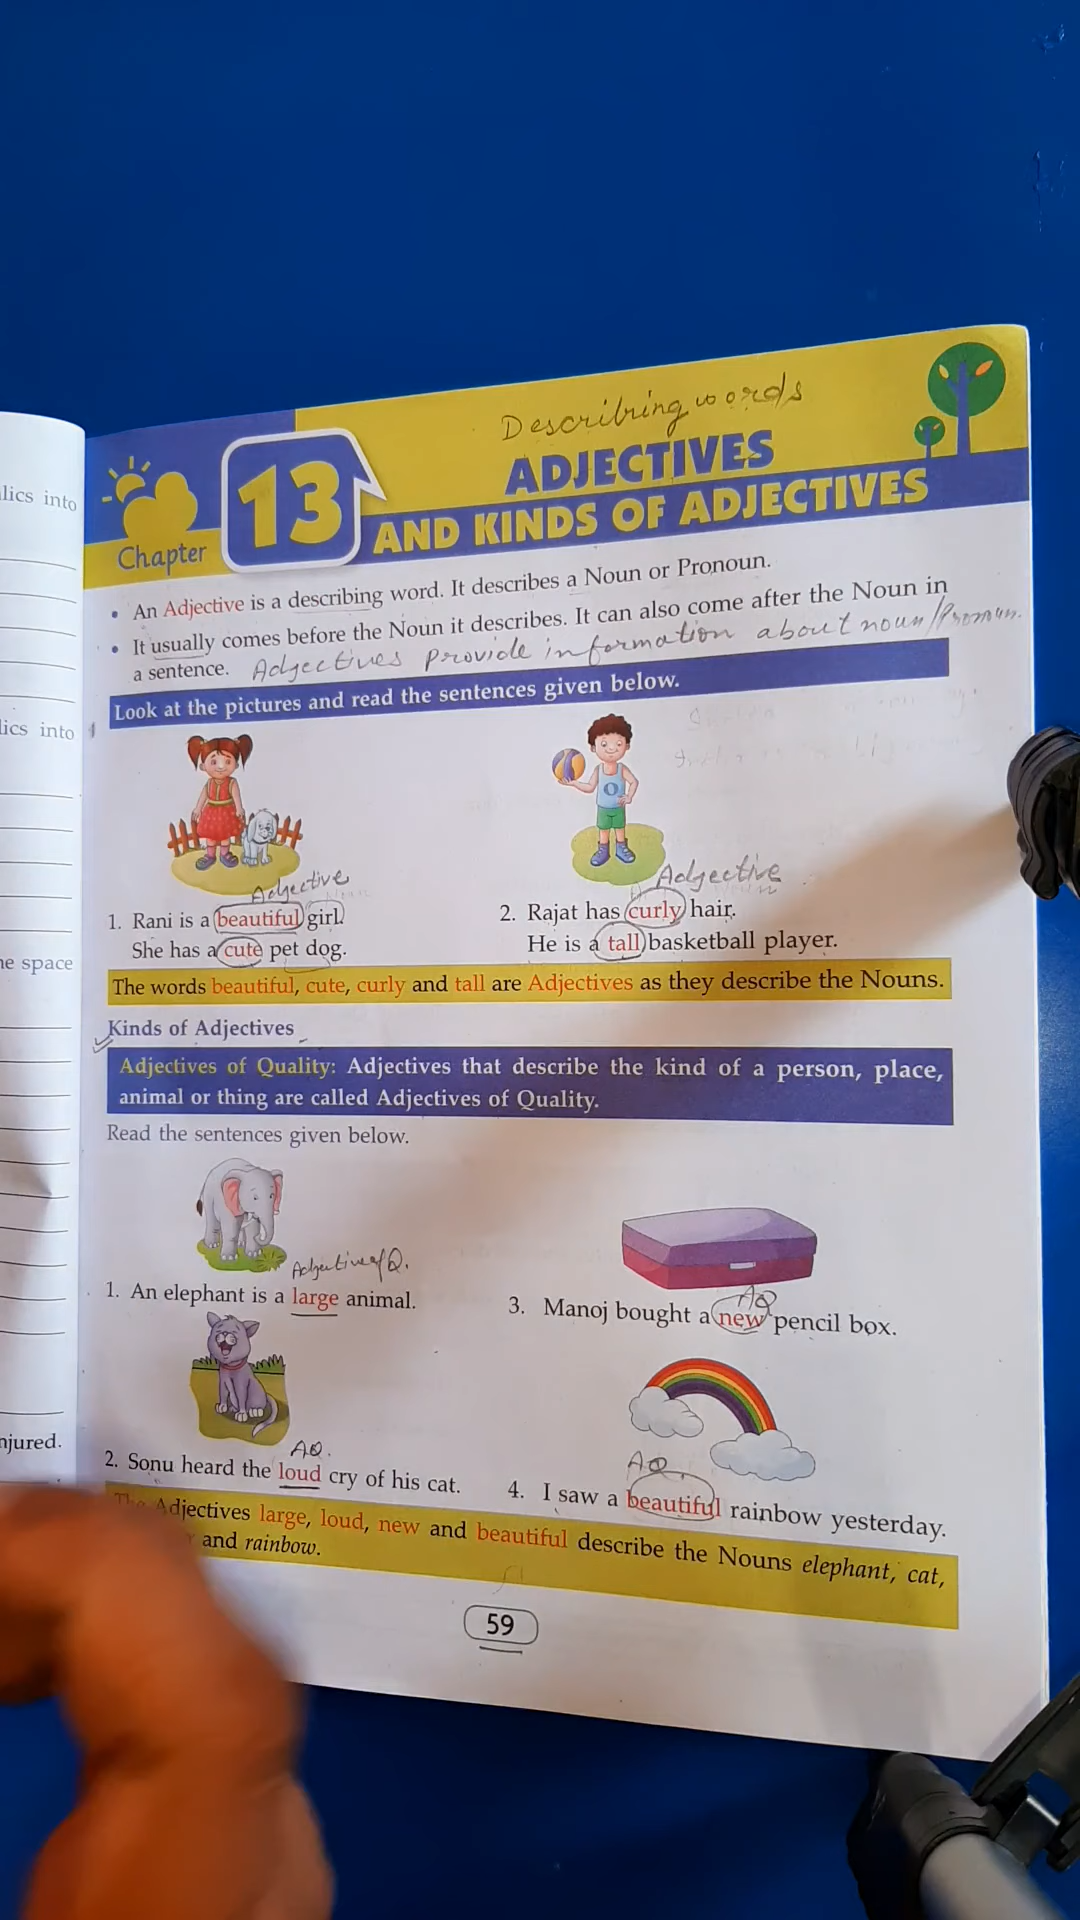 Describing words
ADJECTIVES
AND KINDS OF ADJECTIVES
Chapter 13
• An Adjective is a describing word. It describes a Noun or Pronoun.
• It usually comes before the Noun it describes. It can also come after the Noun in
a sentence. Adjectives provide information about noun/Pronoun.
Look at the pictures and read the sentences given below.
Adjective
1. Rani is a beautiful girl.
She has a cute pet dog.
Adjective
2. Rajat has curly hair.
He is a tall basketball player.
The words beautiful, cute, curly and tall are Adjectives as they describe the Nouns.
Kinds of Adjectives
Adjectives of Quality: Adjectives that describe the kind of a person, place,
animal or thing are called Adjectives of Quality.
Read the sentences given below.
Adjective of Q.
1. An elephant is a large animal.
AQ
3. Manoj bought a new pencil box.
AQ.
2. Sonu heard the loud cry of his cat.
AQ.
4. I saw a beautiful rainbow yesterday.
The Adjectives large, loud, new and beautiful describe the Nouns elephant, cat,
and rainbow.
59
lics into
lics into
he space
njured.